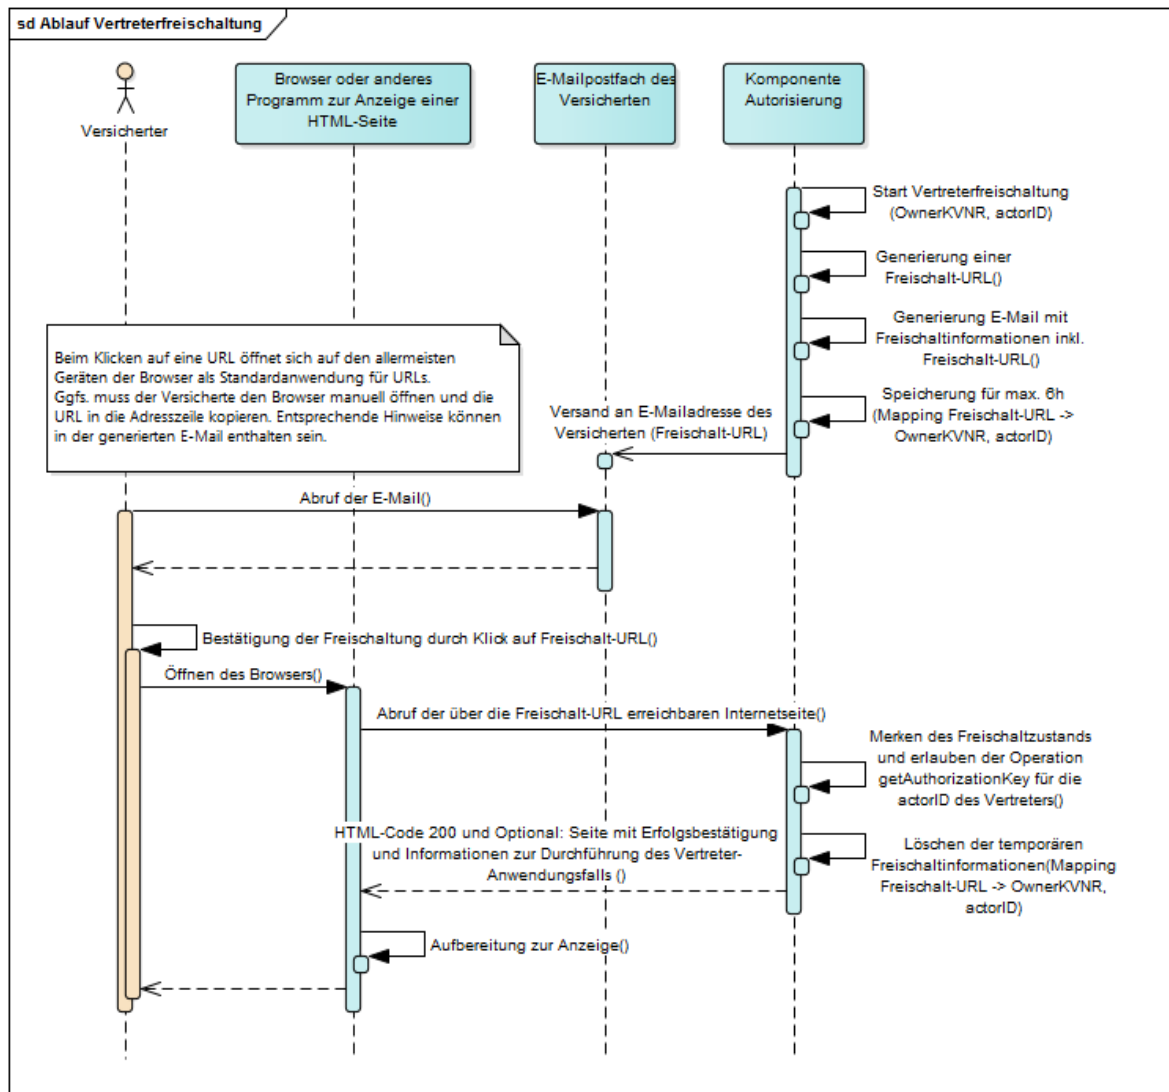 sd Ablauf Vertreterfreischaltung
Versicherter
Browser oder anderes
Programm zur Anzeige einer
HTML-Seite
E-Mailpostfach des
Versicherten
Komponente
Autorisierung
Start Vertreterfreischaltung
(OwnerKVNR, actorID)
Generierung einer
Freischalt-URL()
Generierung E-Mail mit
Freischaltinformationen inkl.
Freischalt-URL()
Beim Klicken auf eine URL öffnet sich auf den allermeisten
Geräten der Browser als Standardanwendung für URLs.
Ggfs. muss der Versicherte den Browser manuell öffnen und die
URL in die Adresszeile kopieren. Entsprechende Hinweise können
in der generierten E-Mail enthalten sein.
Speicherung für max. 6h
(Mapping Freischalt-URL ->
OwnerKVNR, actorID)
Versand an E-Mailadresse des
Versicherten (Freischalt-URL)
Abruf der E-Mail()
Bestätigung der Freischaltung durch Klick auf Freischalt-URL()
Öffnen des Browsers()
Abruf der über die Freischalt-URL erreichbaren Internetseite()
Merken des Freischaltzustands
und erlauben der Operation
getAuthorizationKey für die
actorID des Vertreters()
HTML-Code 200 und Optional: Seite mit Erfolgsbestätigung
und Informationen zur Durchführung des Vertreter-
Anwendungsfalls ()
Löschen der temporären
Freischaltinformationen(Mapping
Freischalt-URL -> OwnerKVNR,
actorID)
Aufbereitung zur Anzeige()